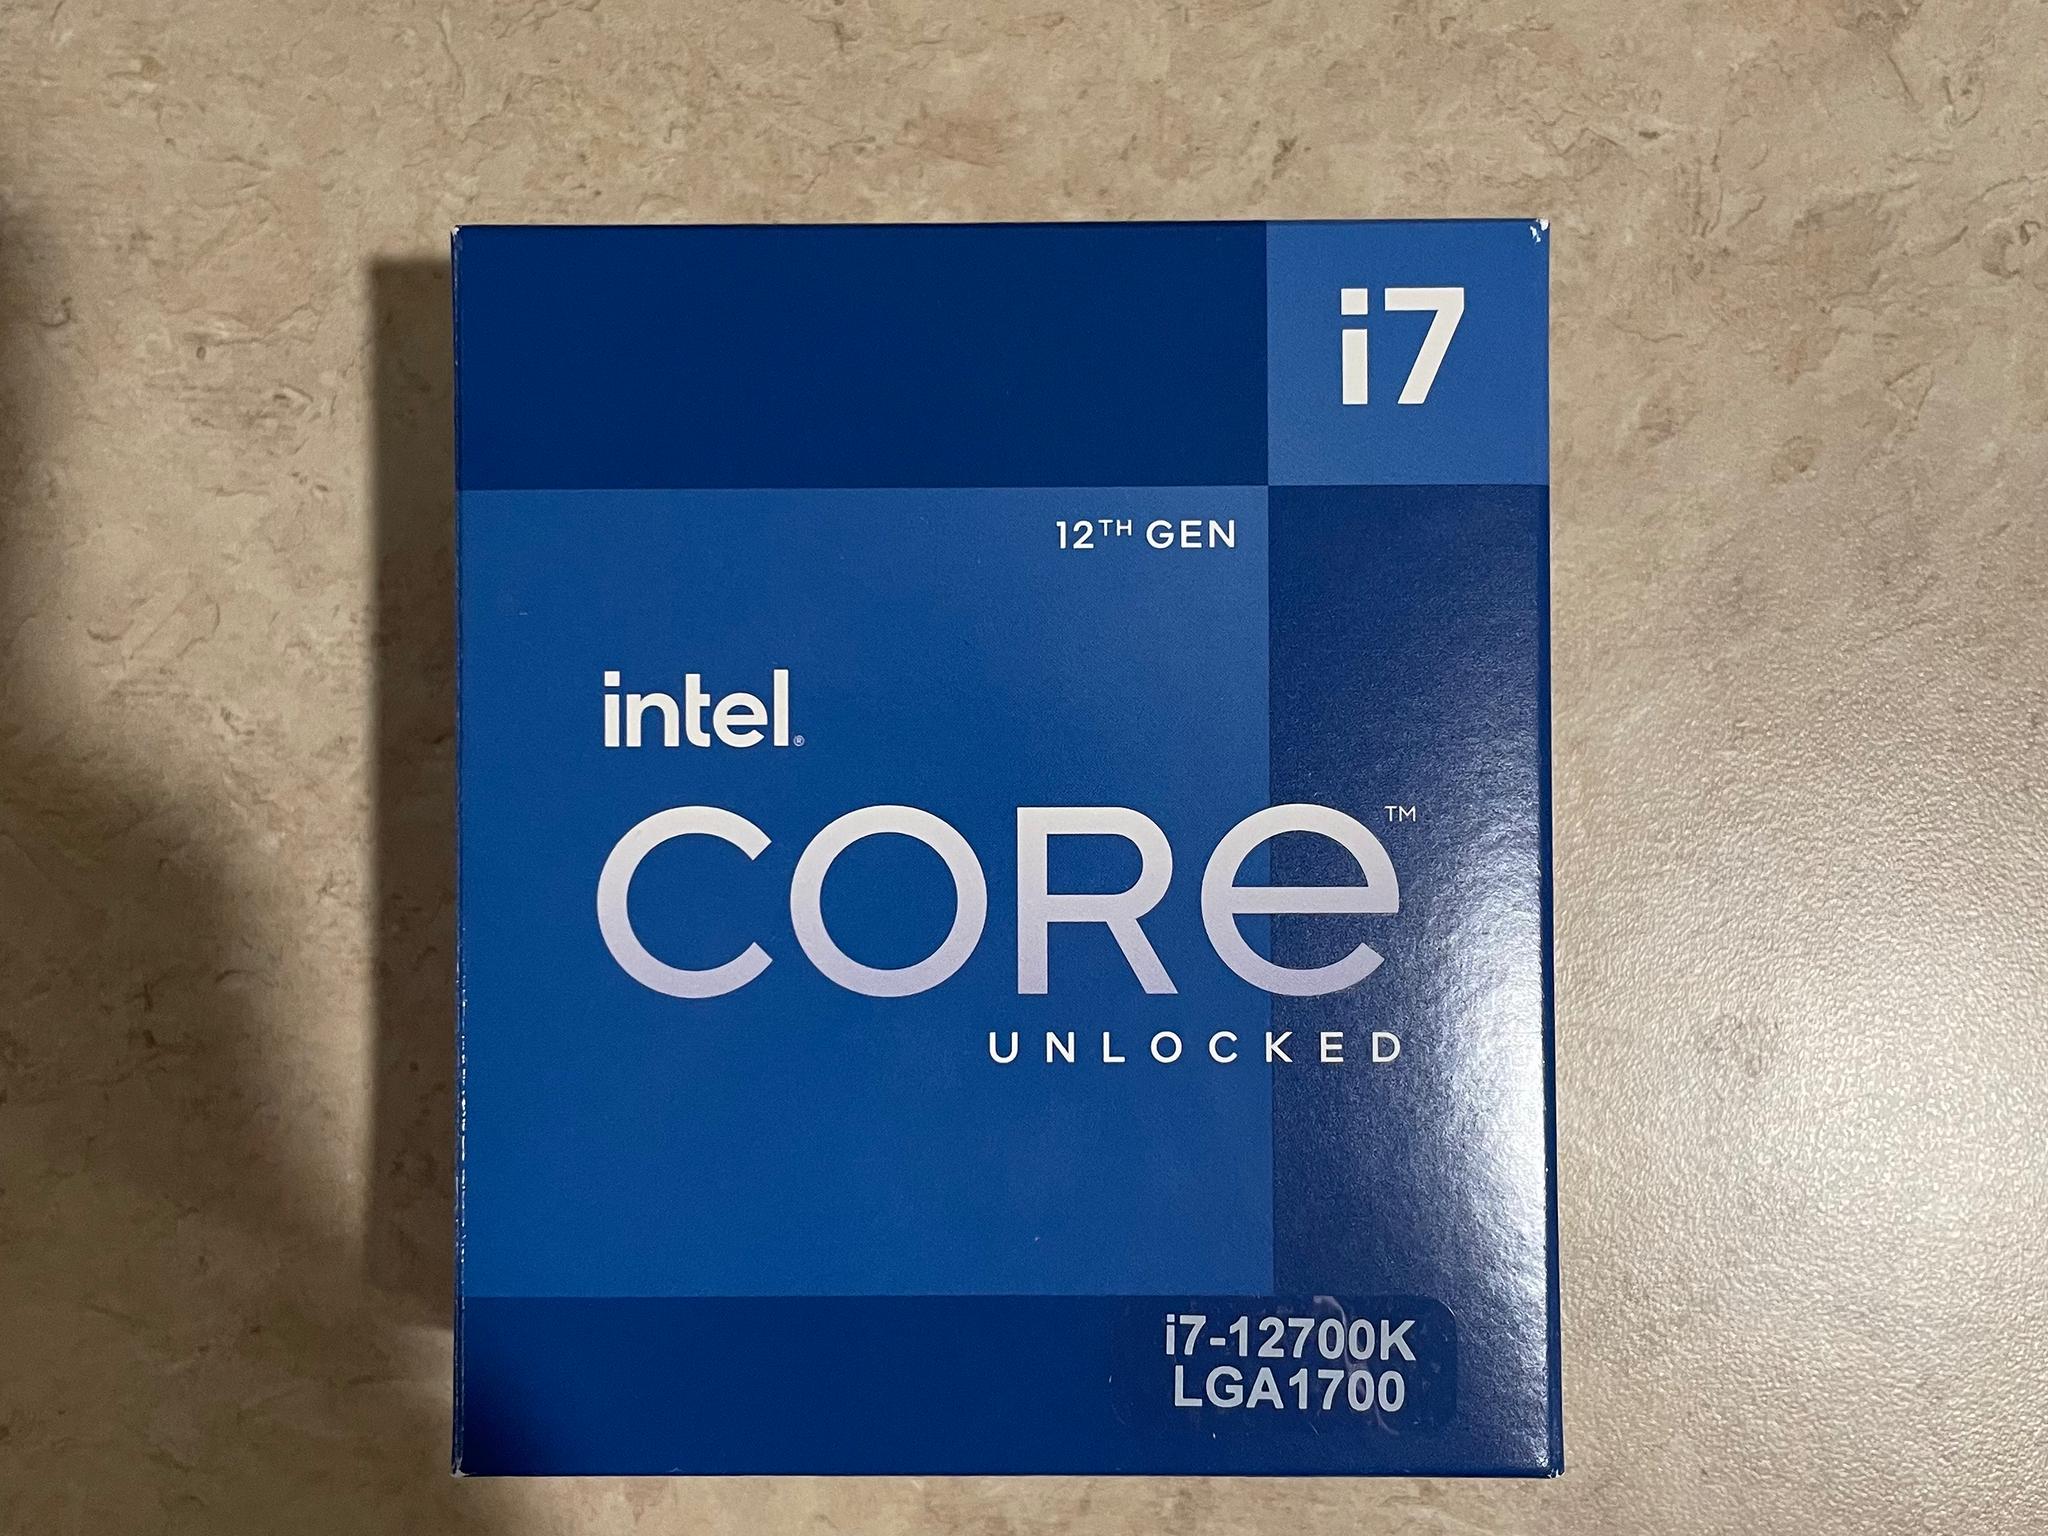 i7
12TH GEN
intel®
CORE™
UNLOCKED
i7-12700K
LGA1700